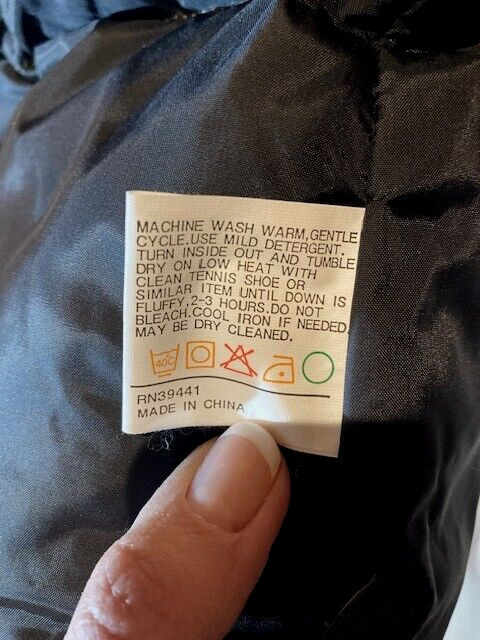 MACHINE WASH WARM,GENTLE
CYCLE.USE MILD DETERGENT.
TURN INSIDE OUT AND TUMBLE
DRY ON LOW HEAT WITH
CLEAN TENNIS SHOE OR
SIMILAR ITEM UNTIL DOWN IS
FLUFFY,2-3 HOURS.DO NOT
BLEACH.COOL IRON IF NEEDED.
MAY BE DRY CLEANED.
40C
RN39441
MADE IN CHINA